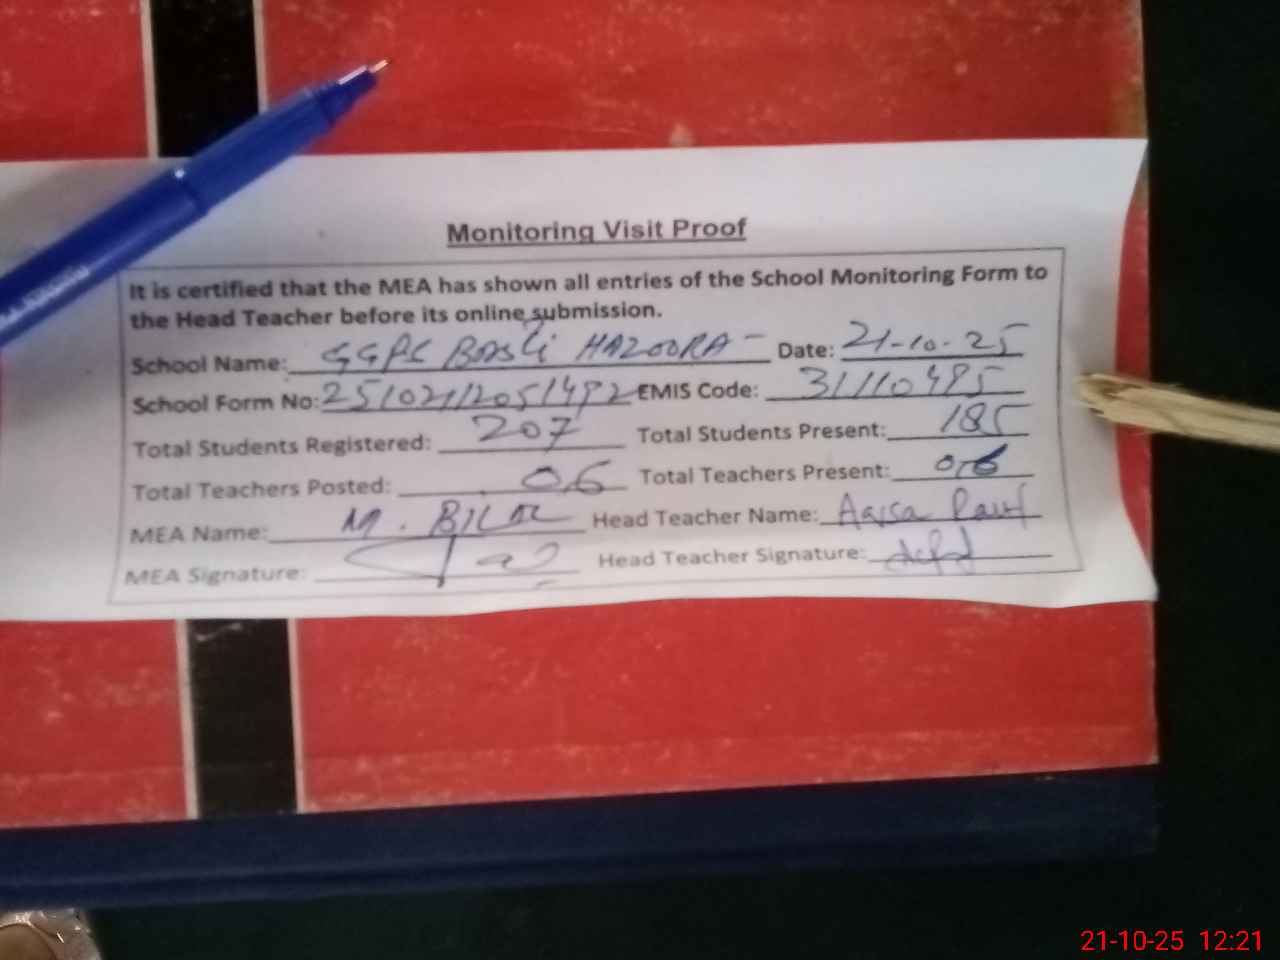 Monitoring Visit Proof
It is certified that the MEA has shown all entries of the School Monitoring Form to
the Head Teacher before its online submission.
School Name: GGPS Basti HAZOORA - Date: 21-10-25
School Form No: 25102112051492 EMIS Code: 31110495
Total Students Registered: 207 Total Students Present: 185
Total Teachers Posted: 06 Total Teachers Present: 06
MEA Name: M. BILAL Head Teacher Name: Aqsa Rauf
MEA Signature: Head Teacher Signature:
21-10-25 12:21